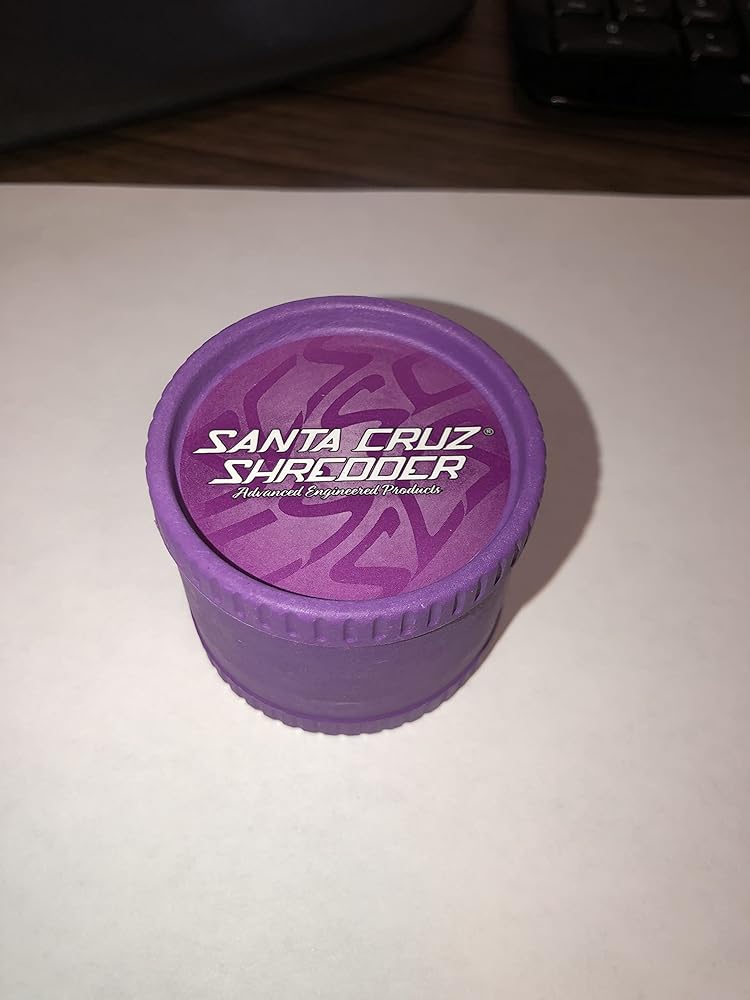 SANTA CRUZ®
SHREDDER
Advanced Engineered Products